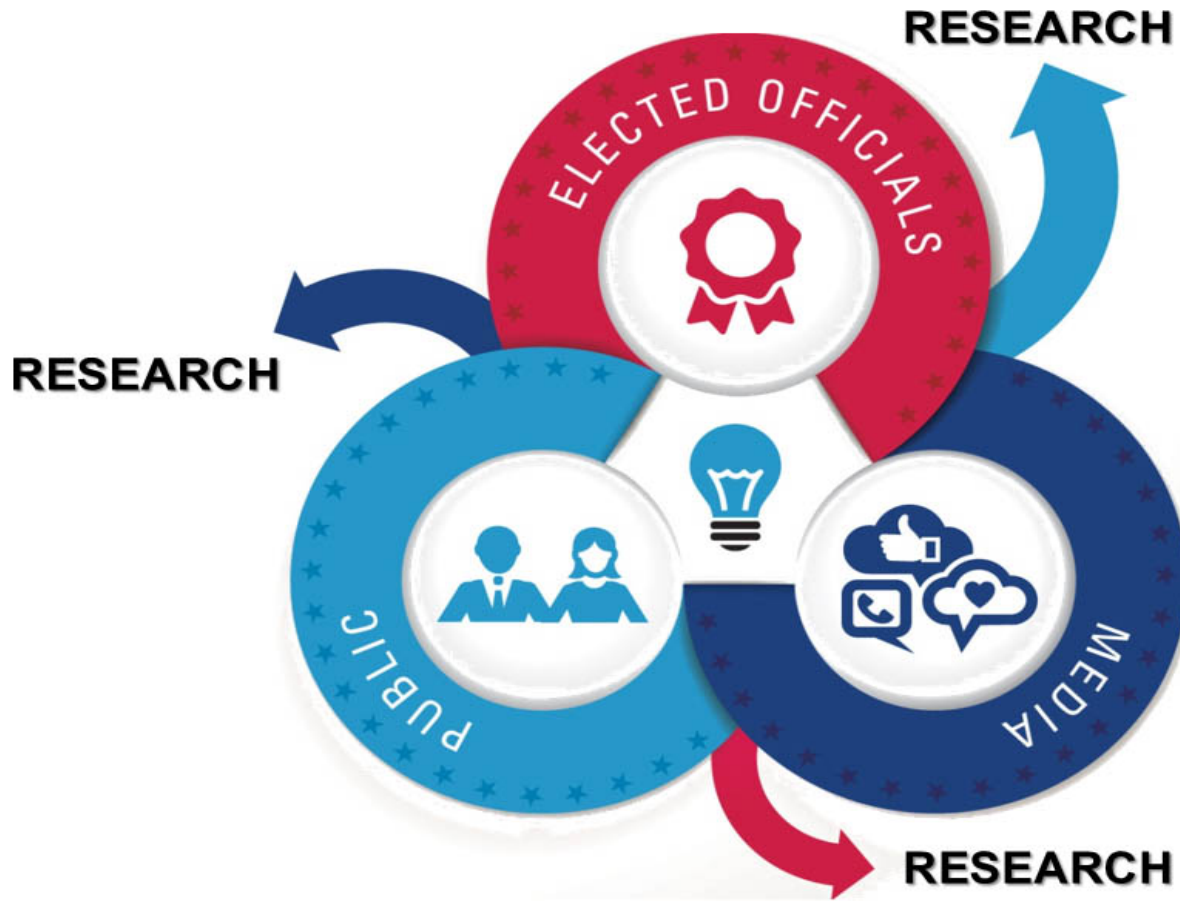 RESEARCH
ELECTED OFFICIALS
RESEARCH
PUBLIC
MEDIA
RESEARCH